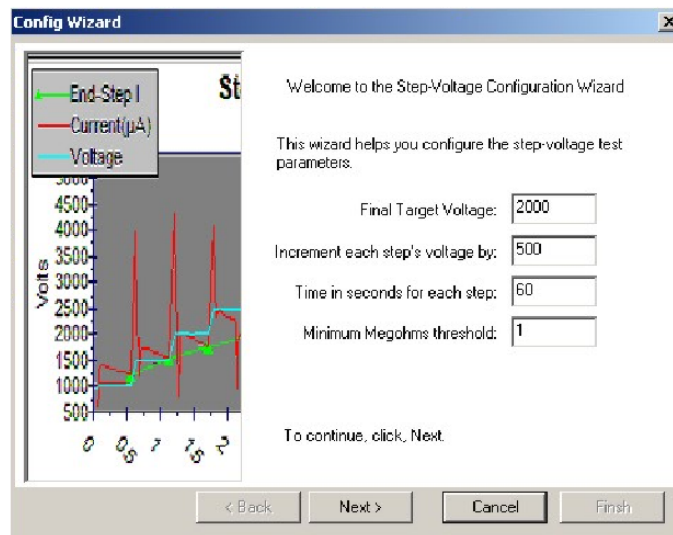 Config Wizard
End-Step I
Current(µA)
Voltage
St
Welcome to the Step-Voltage Configuration Wizard
This wizard helps you configure the step-voltage test
parameters.
Final Target Voltage: 2000
Increment each step's voltage by: 500
Time in seconds for each step: 60
Minimum Megohms threshold: 1
Volts
5000
4500
4000
3500
3000
2500
2000
1500
1000
500
0 0.5 1 1.5 2
To continue, click, Next.
< Back Next > Cancel Finish